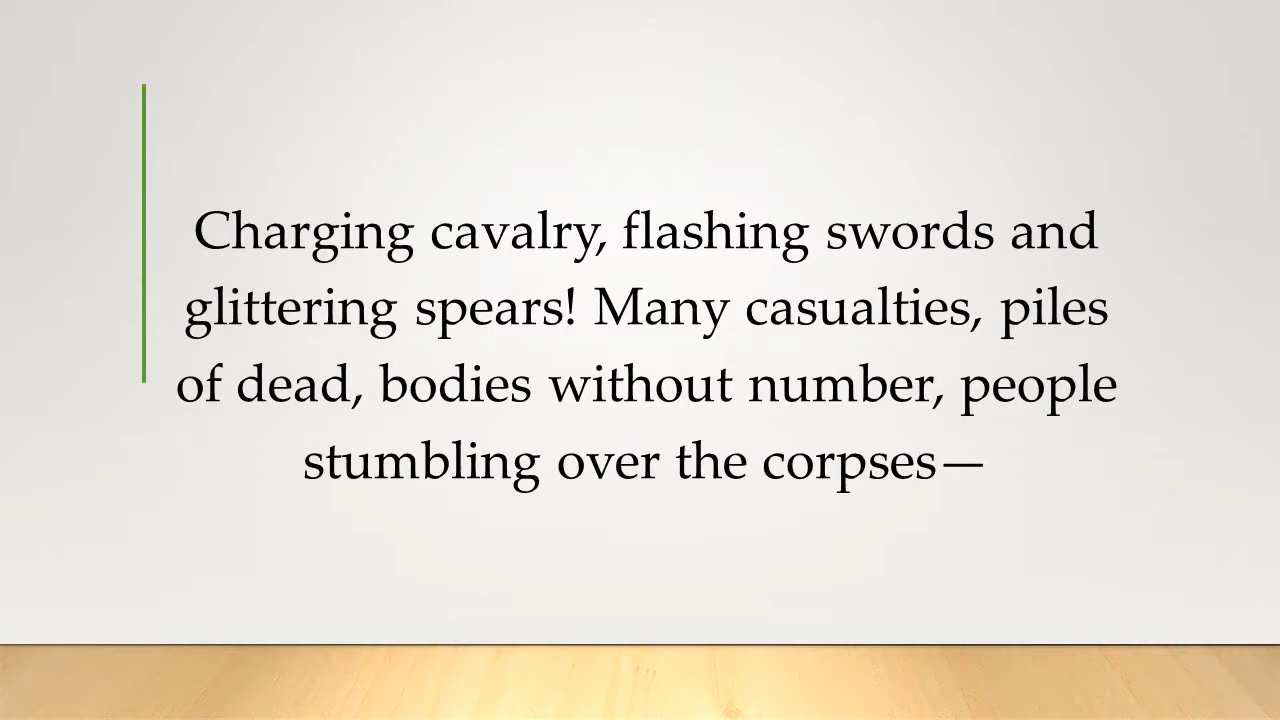 Charging cavalry, flashing swords and
glittering spears! Many casualties, piles
of dead, bodies without number, people
stumbling over the corpses—